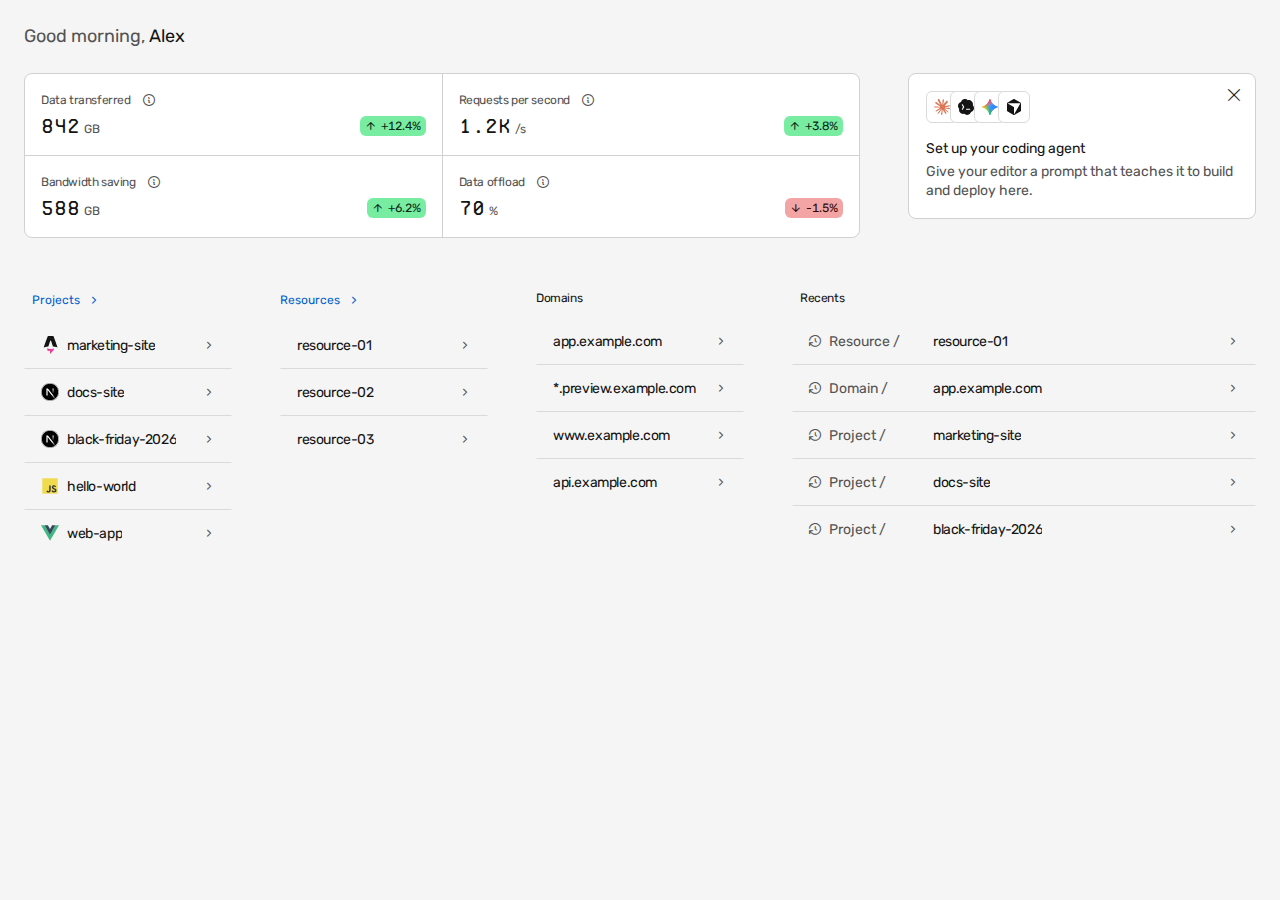 Good morning, Alex
Data transferred
842 GB
+12.4%
Requests per second
1.2K /s
+3.8%
Bandwidth saving
588 GB
+6.2%
Data offload
70 %
-1.5%
Set up your coding agent
Give your editor a prompt that teaches it to build
and deploy here.
Projects
marketing-site
docs-site
black-friday-2026
JS hello-world
web-app
Resources
resource-01
resource-02
resource-03
Domains
app.example.com
*.preview.example.com
www.example.com
api.example.com
Recents
Resource / resource-01
Domain / app.example.com
Project / marketing-site
Project / docs-site
Project / black-friday-2026